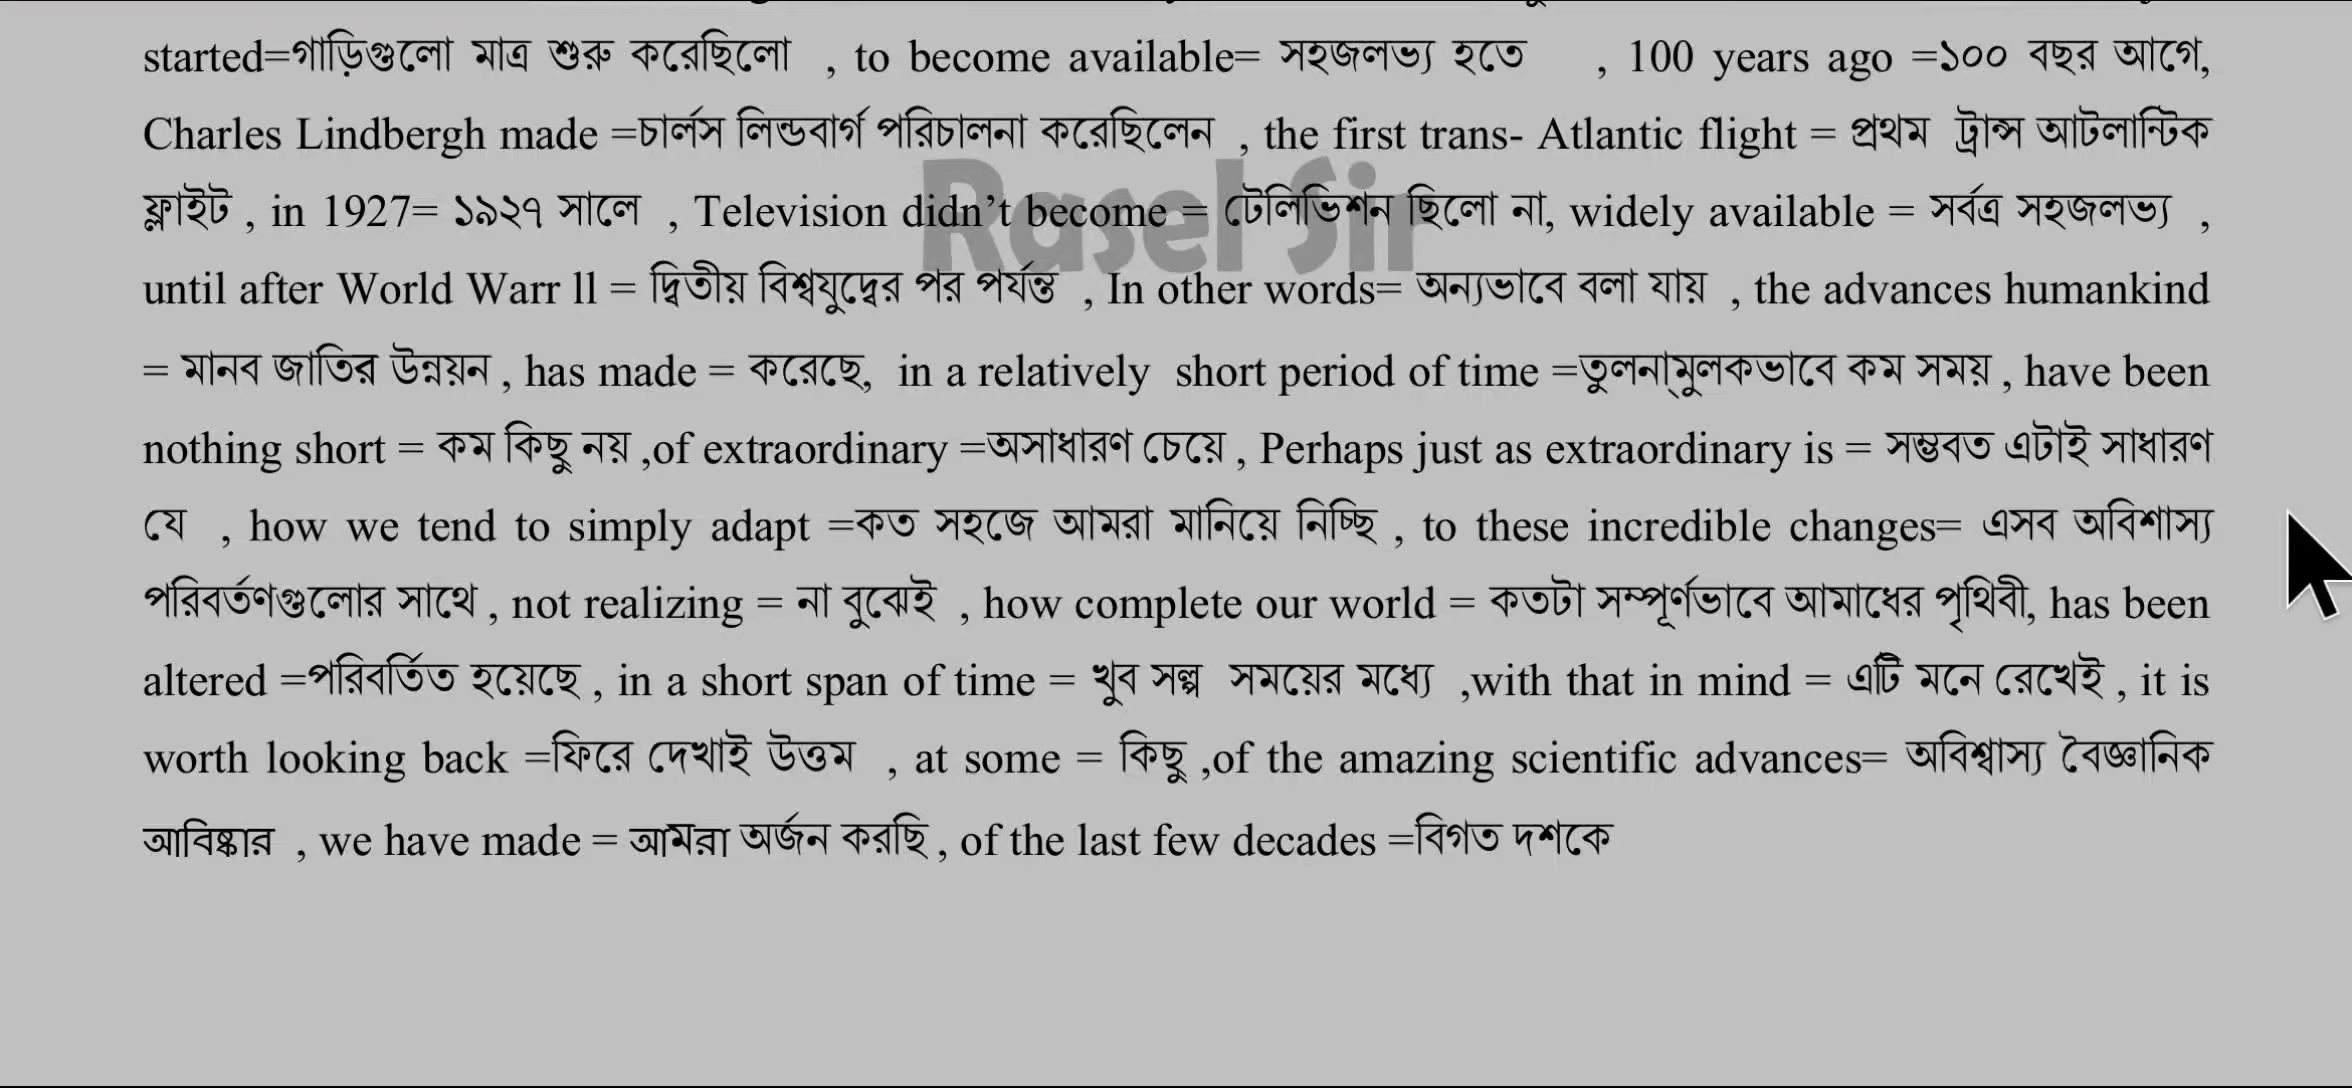 started=গাড়িগুলো মাত্র শুরু করেছিলো , to become available= সহজলভ্য হতে , 100 years ago =১০০ বছর আগে,
Charles Lindbergh made =চার্লস লিন্ডবার্গ পরিচালনা করেছিলেন , the first trans- Atlantic flight = প্রথম ট্রান্স আটলান্টিক
ফ্লাইট , in 1927= ১৯২৭ সালে , Television didn’t become = টেলিভিশন ছিলো না, widely available = সর্বত্র সহজলভ্য ,
Rasel Sir
until after World Warr ll = দ্বিতীয় বিশ্বযুদ্বের পর পর্যন্ত , In other words= অন্যভাবে বলা যায় , the advances humankind
= মানব জাতির উন্নয়ন , has made = করেছে, in a relatively short period of time =তুলনা্মুলকভাবে কম সময় , have been
nothing short = কম কিছু নয় ,of extraordinary =অসাধারণ চেয়ে , Perhaps just as extraordinary is = সম্ভবত এটাই সাধারণ
যে , how we tend to simply adapt =কত সহজে আমরা মানিয়ে নিচ্ছি , to these incredible changes= এসব অবিশাস্য
পরিবর্তণগুলোর সাথে , not realizing = না বুঝেই , how complete our world = কতটা সম্পূর্ণভাবে আমাধের পৃথিবী, has been
altered =পরিবর্তিত হয়েছে , in a short span of time = খুব সল্প সময়ের মধ্যে ,with that in mind = এটি মনে রেখেই , it is
worth looking back =ফিরে দেখাই উত্তম , at some = কিছু ,of the amazing scientific advances= অবিশ্বাস্য বৈজ্ঞানিক
আবিষ্কার , we have made = আমরা অর্জন করছি , of the last few decades =বিগত দশকে